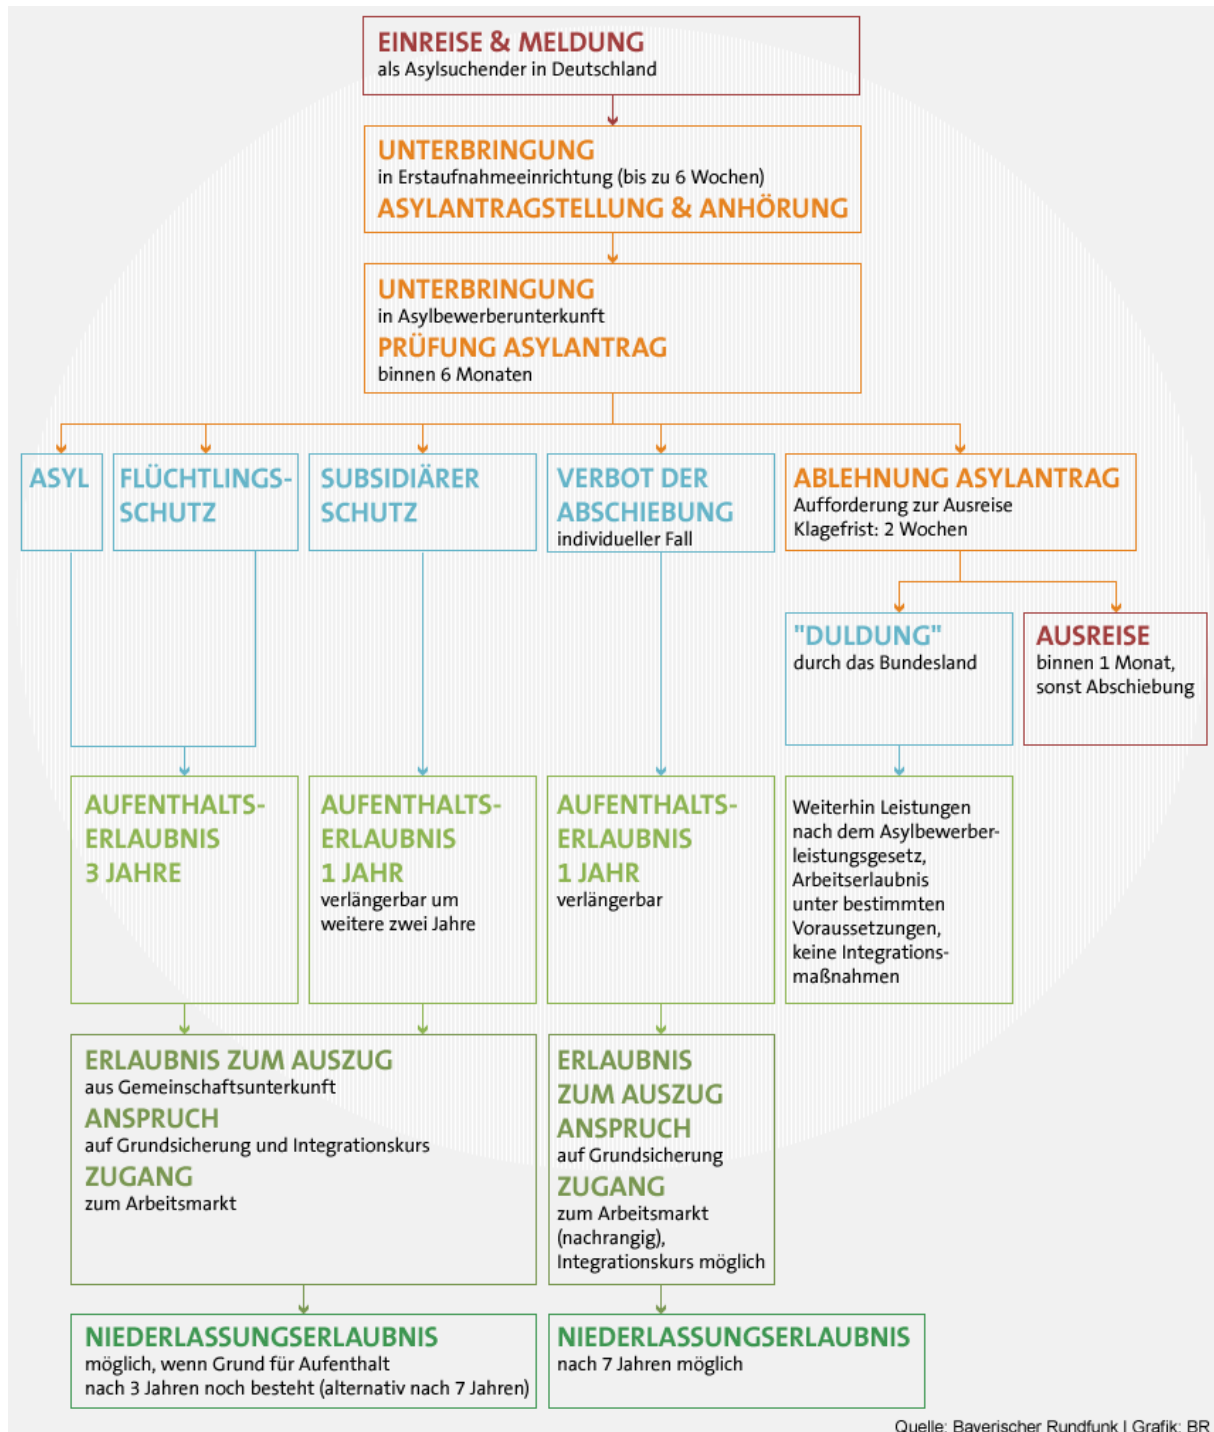 EINREISE & MELDUNG
als Asylsuchender in Deutschland
UNTERBRINGUNG
in Erstaufnahmeeinrichtung (bis zu 6 Wochen)
ASYLANTRAGSTELLUNG & ANHÖRUNG
UNTERBRINGUNG
in Asylbewerberunterkunft
PRÜFUNG ASYLANTRAG
binnen 6 Monaten
ASYL
FLÜCHTLINGS-
SCHUTZ
SUBSIDIÄRER
SCHUTZ
VERBOT DER
ABSCHIEBUNG
individueller Fall
ABLEHNUNG ASYLANTRAG
Aufforderung zur Ausreise
Klagefrist: 2 Wochen
"DULDUNG"
durch das Bundesland
AUSREISE
binnen 1 Monat,
sonst Abschiebung
AUFENTHALTS-
ERLAUBNIS
3 JAHRE
AUFENTHALTS-
ERLAUBNIS
1 JAHR
verlängerbar um
weitere zwei Jahre
AUFENTHALTS-
ERLAUBNIS
1 JAHR
verlängerbar
Weiterhin Leistungen
nach dem Asylbewerber-
leistungsgesetz,
Arbeitserlaubnis
unter bestimmten
Voraussetzungen,
keine Integrations-
maßnahmen
ERLAUBNIS ZUM AUSZUG
aus Gemeinschaftsunterkunft
ANSPRUCH
auf Grundsicherung und Integrationskurs
ZUGANG
zum Arbeitsmarkt
ERLAUBNIS
ZUM AUSZUG
ANSPRUCH
auf Grundsicherung
ZUGANG
zum Arbeitsmarkt
(nachrangig),
Integrationskurs möglich
NIEDERLASSUNGSERLAUBNIS
möglich, wenn Grund für Aufenthalt
nach 3 Jahren noch besteht (alternativ nach 7 Jahren)
NIEDERLASSUNGSERLAUBNIS
nach 7 Jahren möglich
Quelle: Bayerischer Rundfunk | Grafik: BR